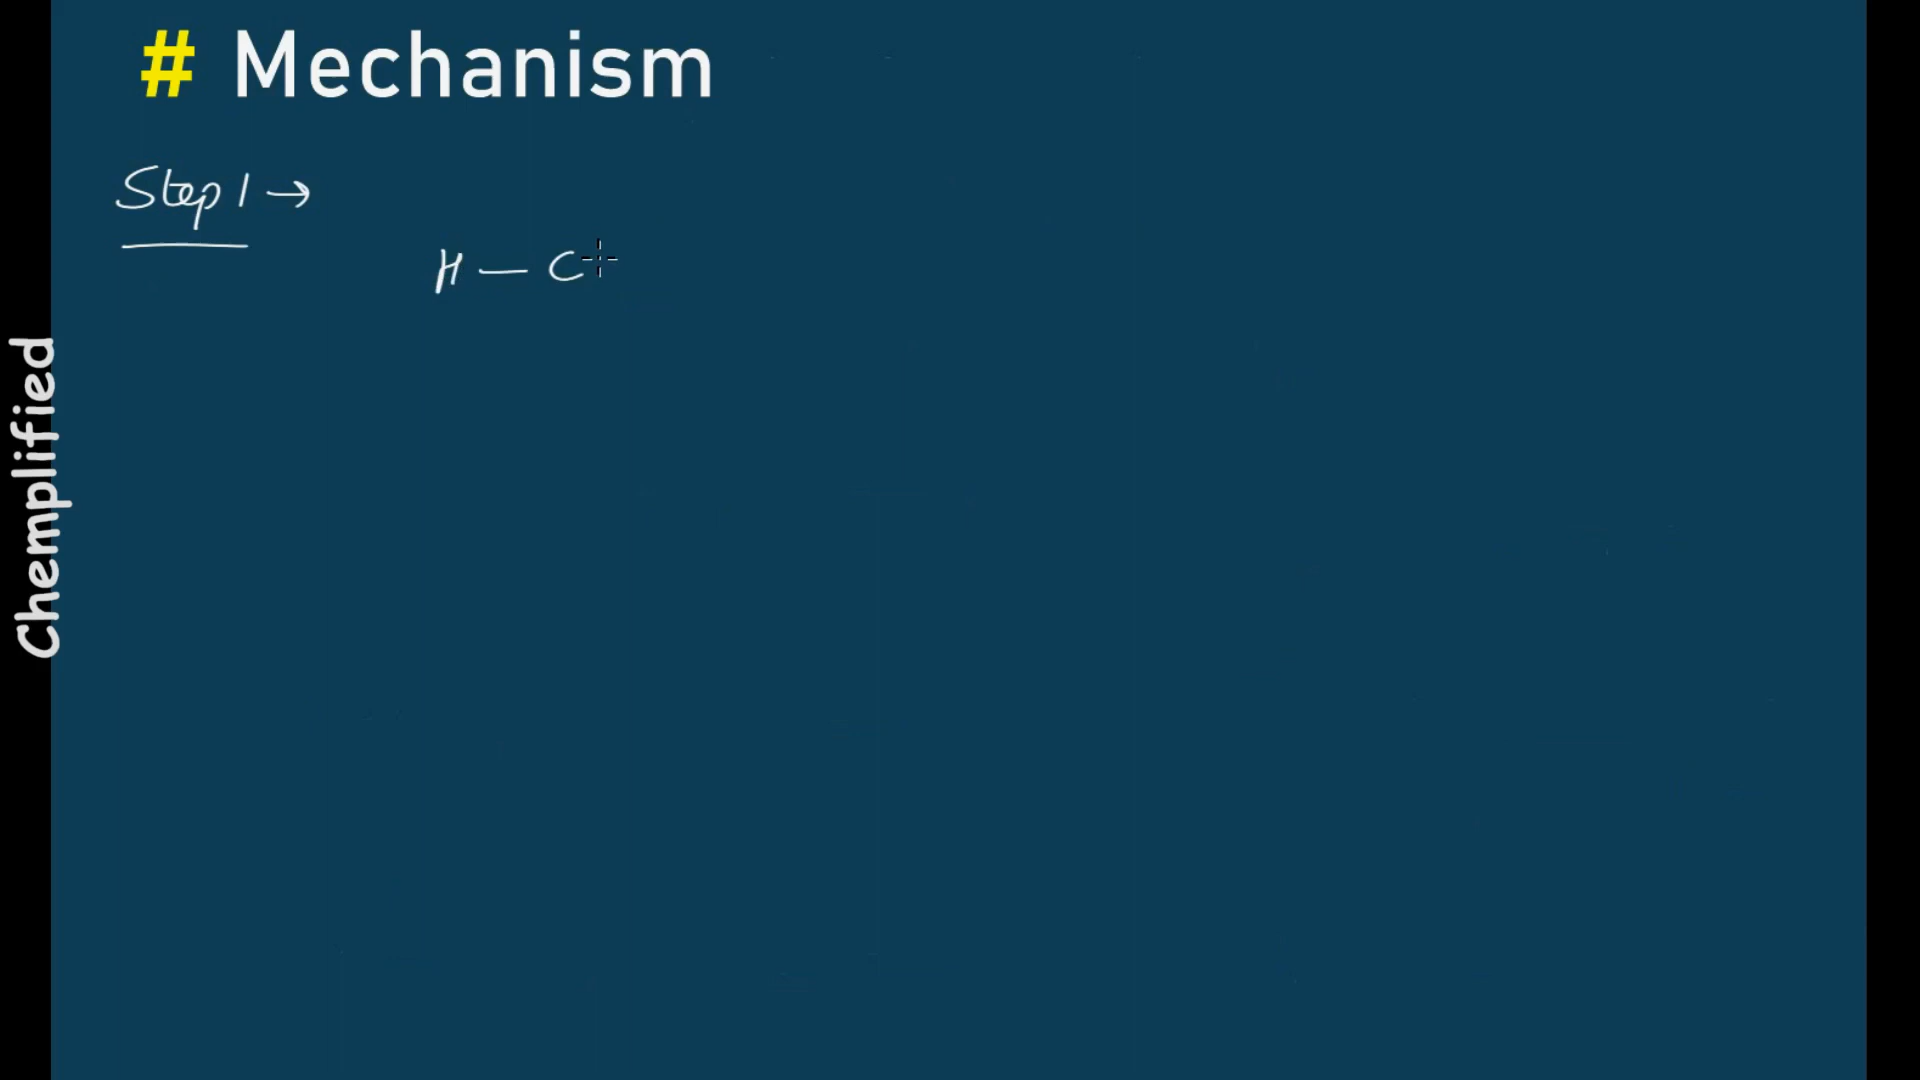 # Mechanism
Step 1 →
H — C
Chemplified